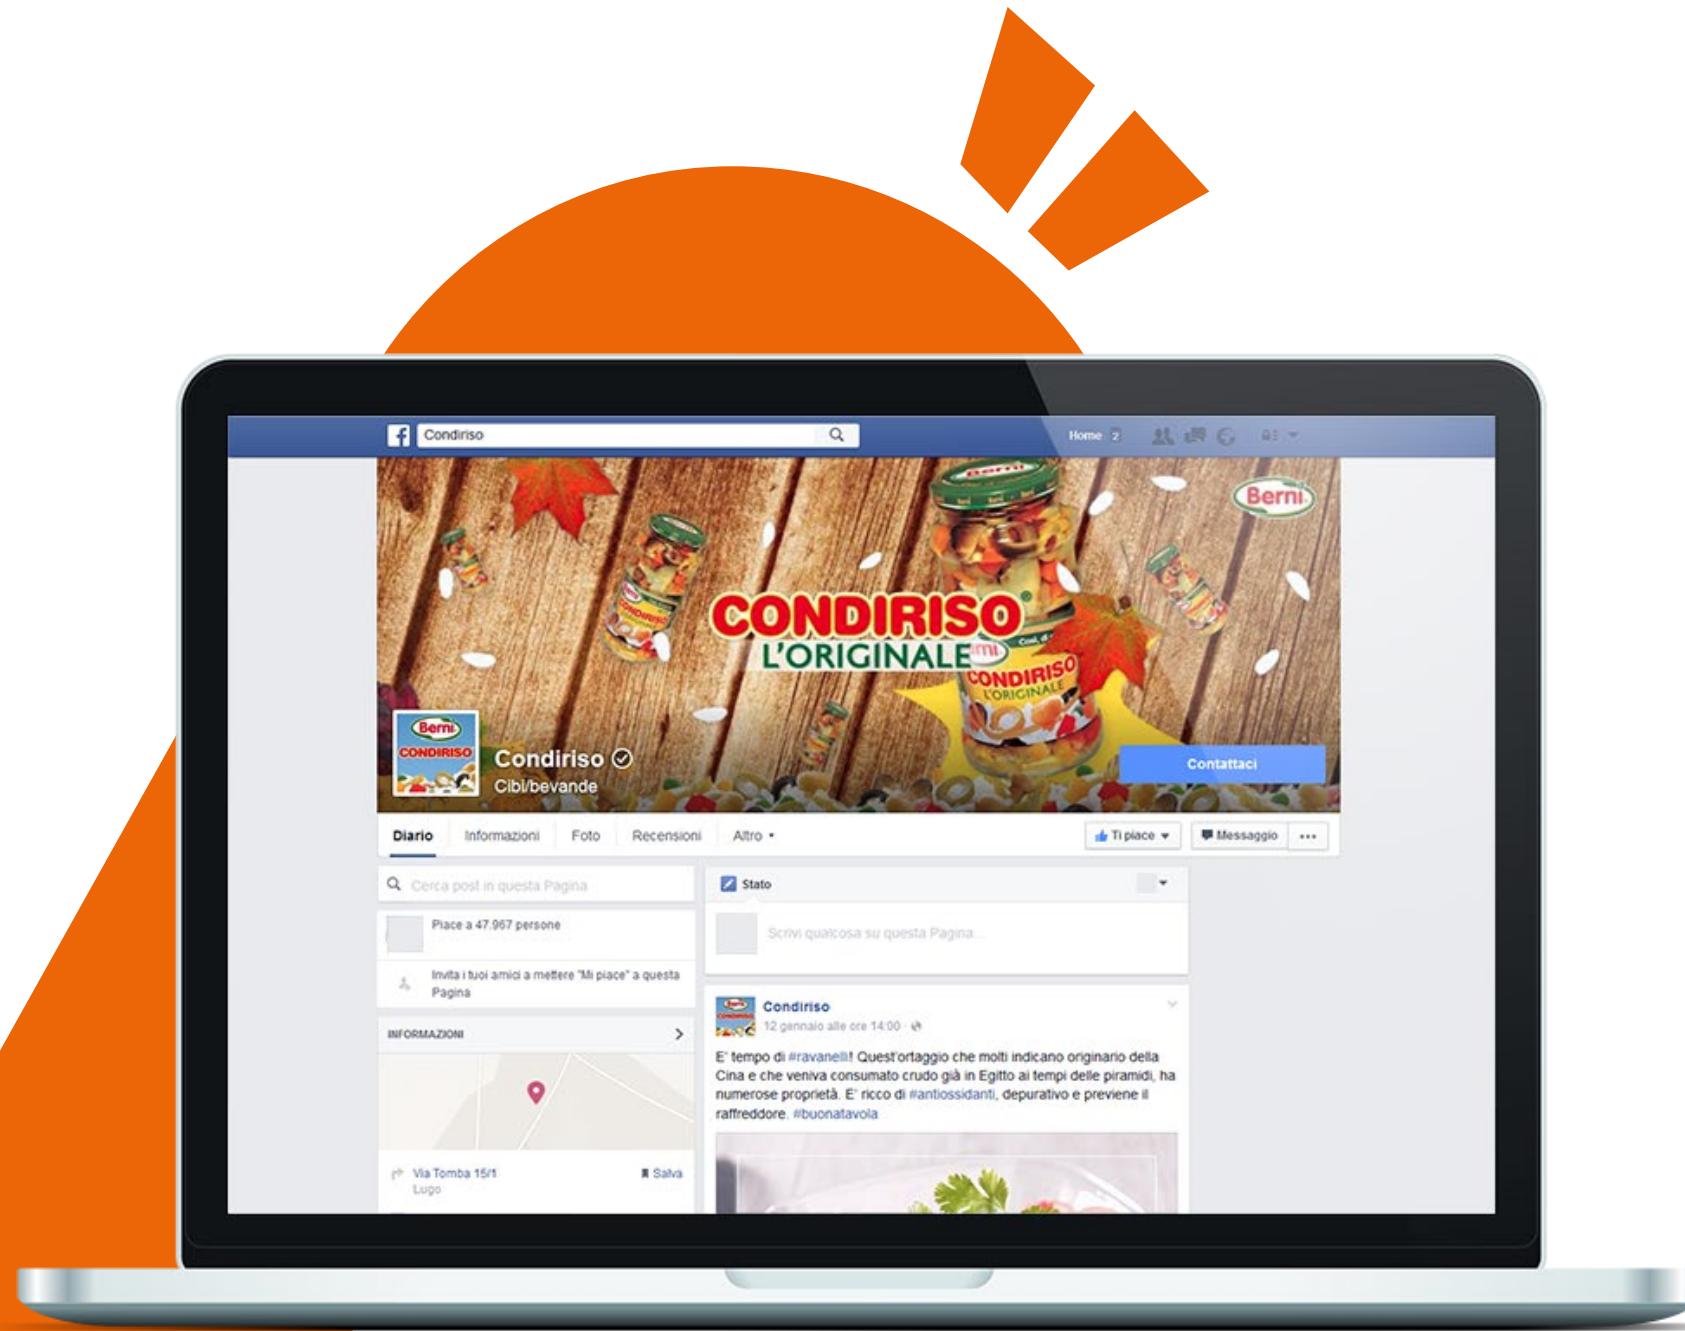 Condiriso
Home 2
Berni
CONDIRISO
L'ORIGINALE
Berni
CONDIRISO
L'ORIGINALE
Berni
CONDIRISO
Condiriso
Cibi/bevande
Contattaci
Diario Informazioni Foto Recensioni Altro
Ti piace Messaggio
Cerca post in questa Pagina
Stato
Piace a 47.967 persone
Scrivi qualcosa su questa Pagina...
Invita i tuoi amici a mettere "Mi piace" a questa
Pagina
INFORMAZIONI
Via Tomba 15/1 Salva
Lugo
Condiriso
12 gennaio alle ore 14:00
E' tempo di #ravanelli! Quest'ortaggio che molti indicano originario della
Cina e che veniva consumato crudo già in Egitto ai tempi delle piramidi, ha
numerose proprietà. E' ricco di #antiossidanti, depurativo e previene il
raffreddore. #buonatavola